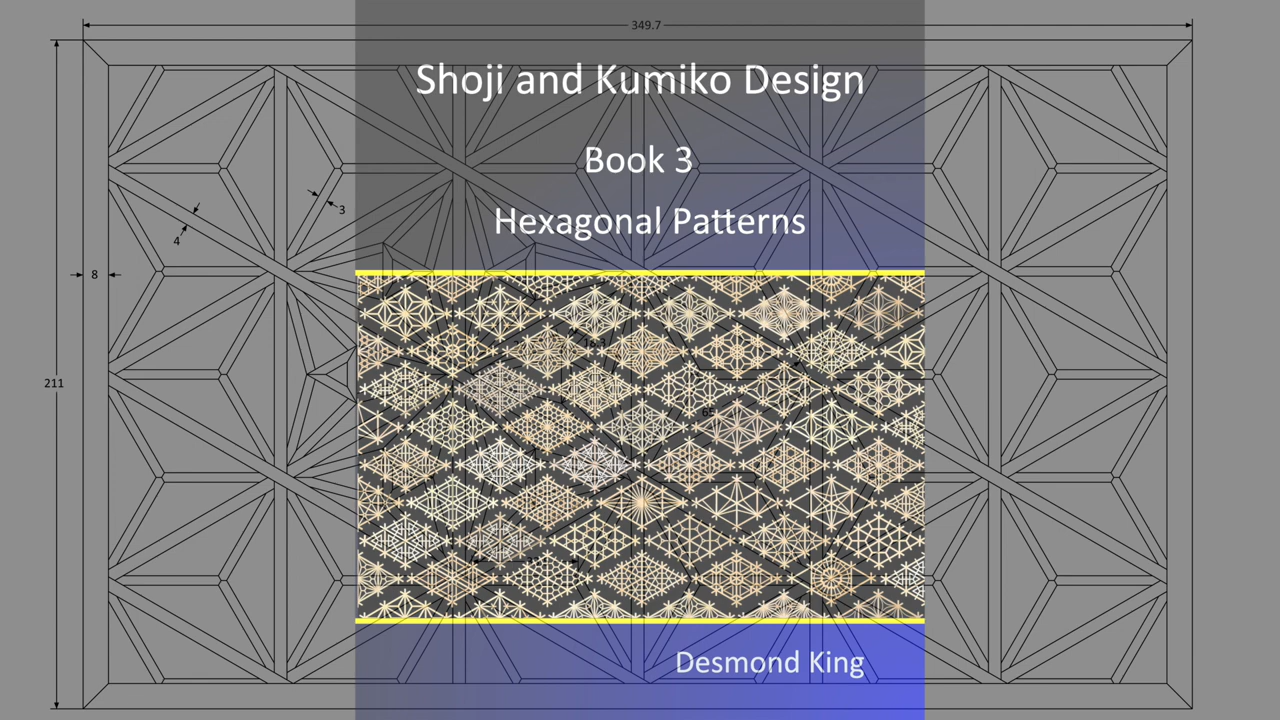 349.7
Shoji and Kumiko Design
Book 3
Hexagonal Patterns
3
4
8
211
65
Desmond King